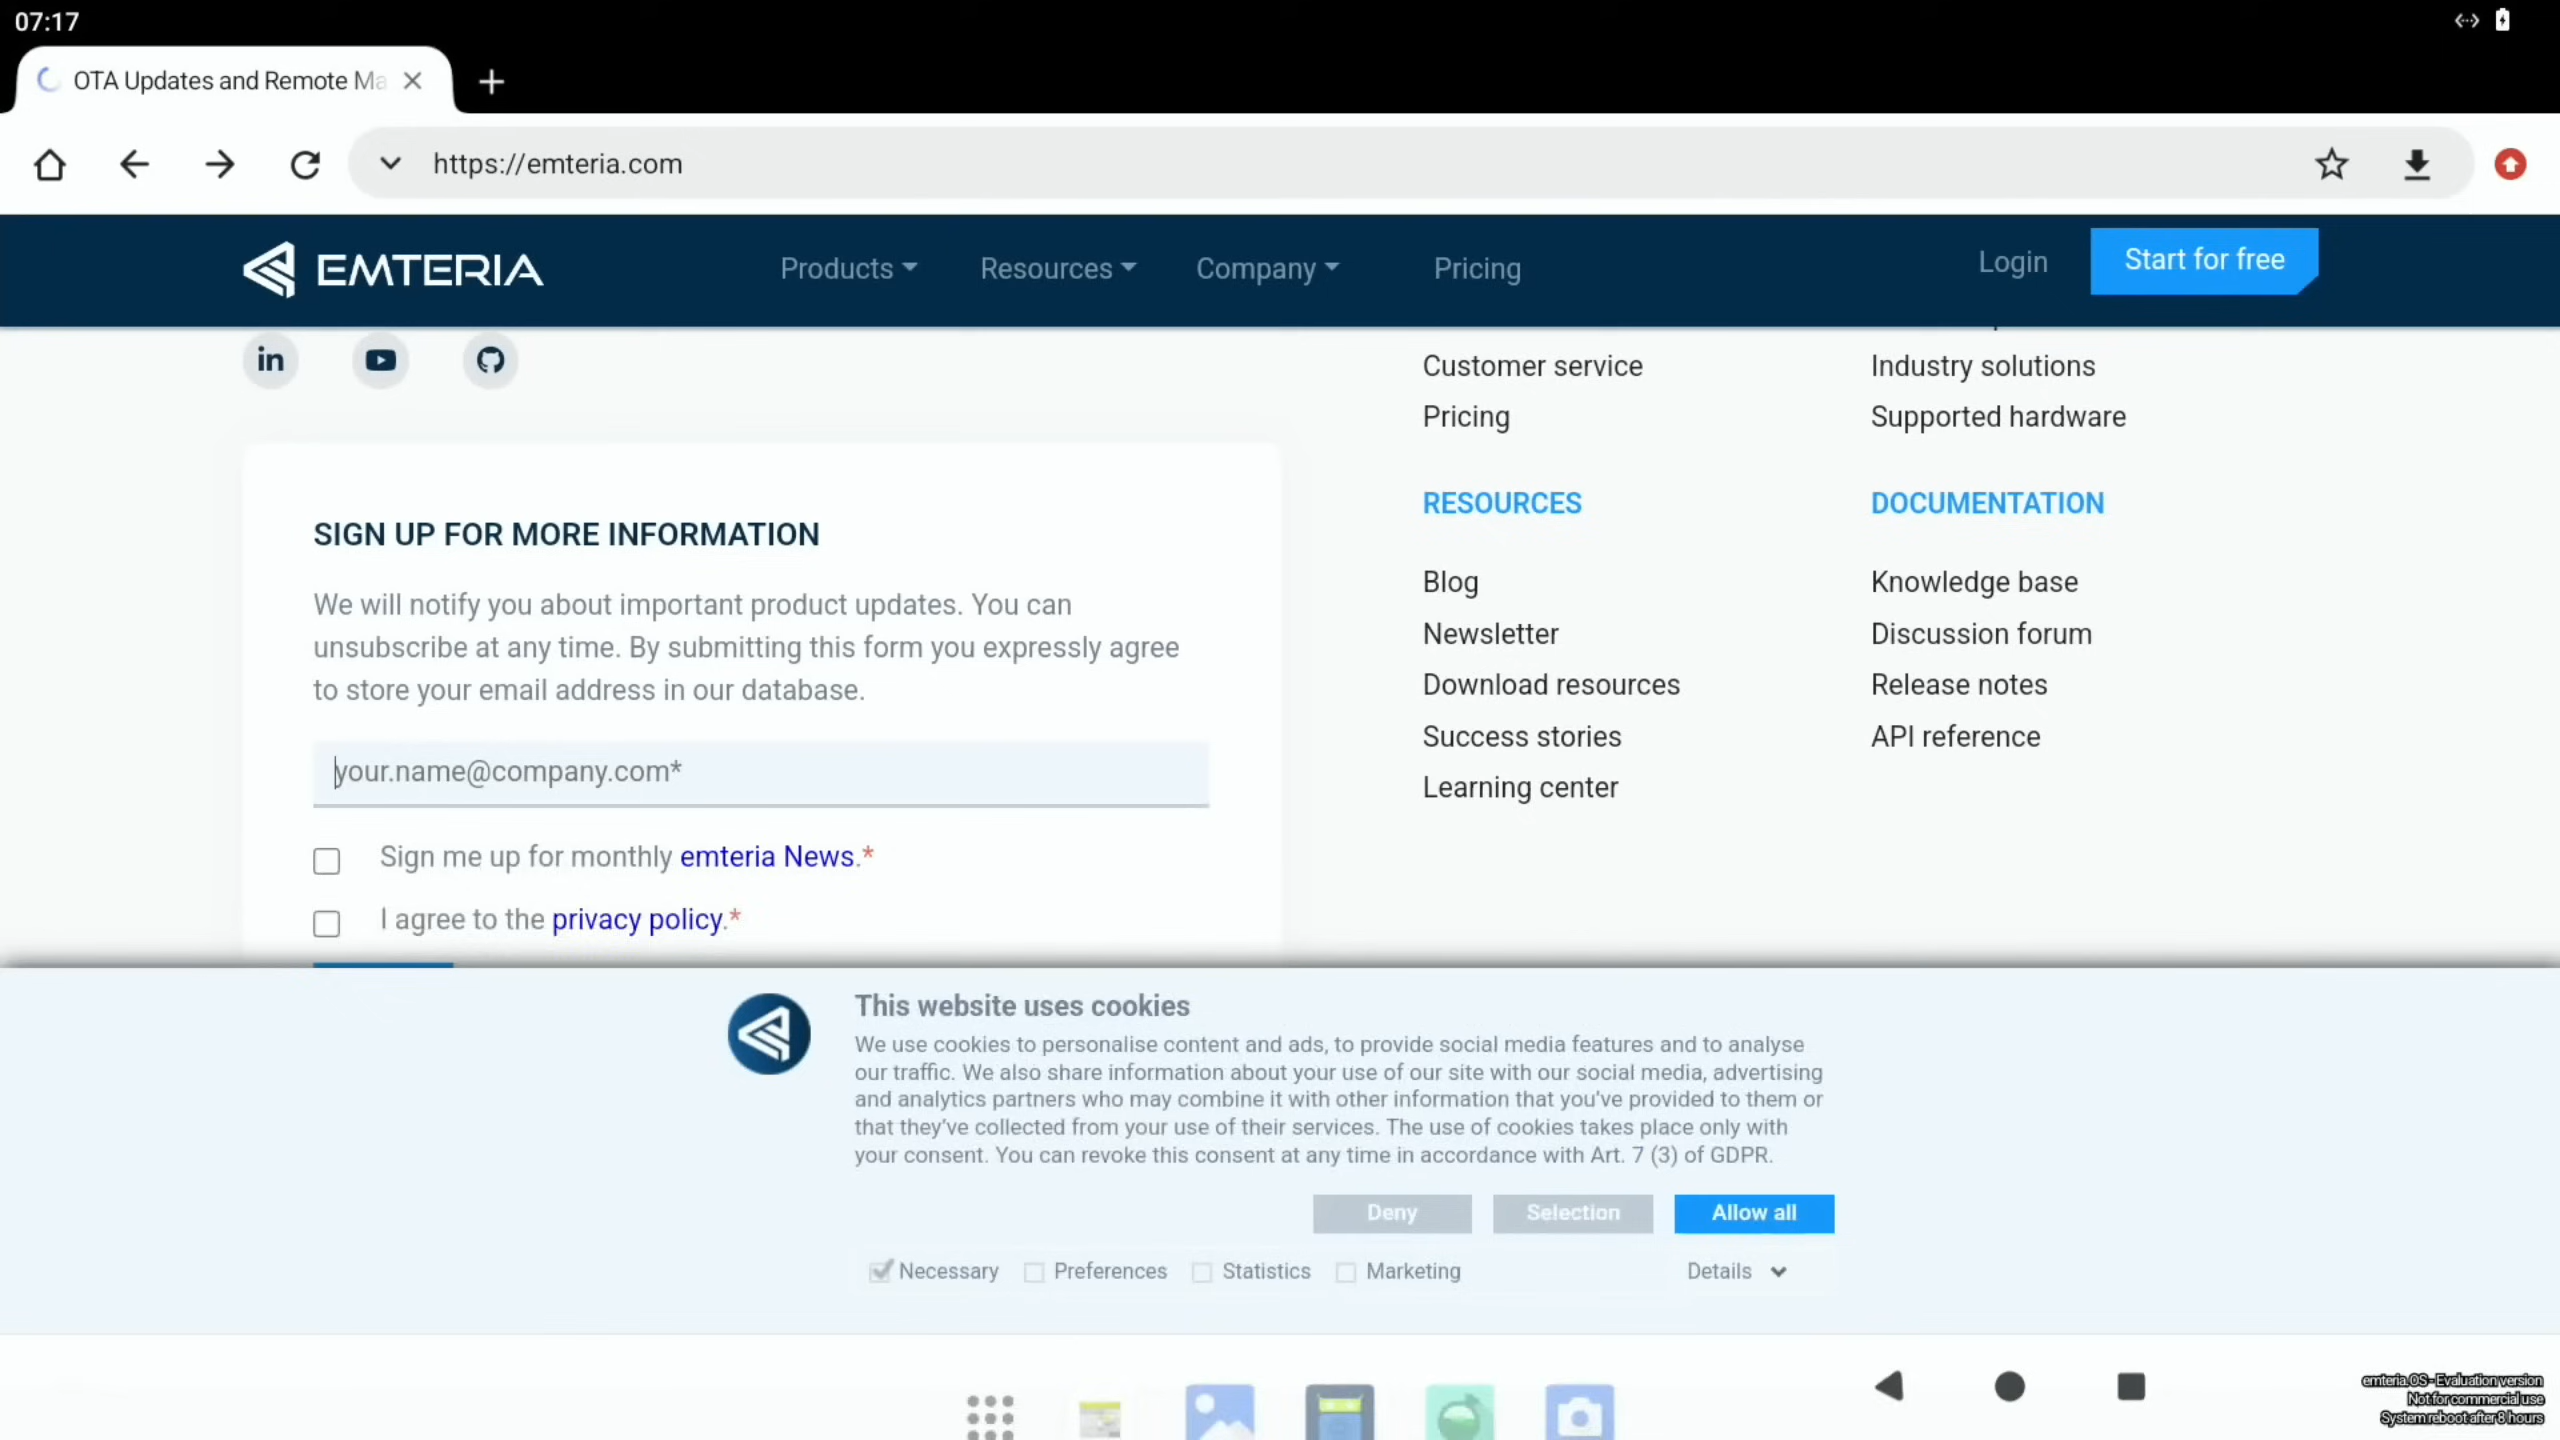 07:17
OTA Updates and Remote Ma
https://emteria.com
EMTERIA
Products
Resources
Company
Pricing
Login
Start for free
Customer service
Industry solutions
Pricing
Supported hardware
SIGN UP FOR MORE INFORMATION
We will notify you about important product updates. You can
unsubscribe at any time. By submitting this form you expressly agree
to store your email address in our database.
your.name@company.com*
Sign me up for monthly emteria News.*
I agree to the privacy policy.*
RESOURCES
Blog
Newsletter
Download resources
Success stories
Learning center
DOCUMENTATION
Knowledge base
Discussion forum
Release notes
API reference
This website uses cookies
We use cookies to personalise content and ads, to provide social media features and to analyse
our traffic. We also share information about your use of our site with our social media, advertising
and analytics partners who may combine it with other information that you've provided to them or
that they've collected from your use of their services. The use of cookies takes place only with
your consent. You can revoke this consent at any time in accordance with Art. 7 (3) of GDPR.
Deny
Selection
Allow all
Necessary
Preferences
Statistics
Marketing
Details
emteria.OS - Evaluation version
Not for commercial use
System reboot after 8 hours